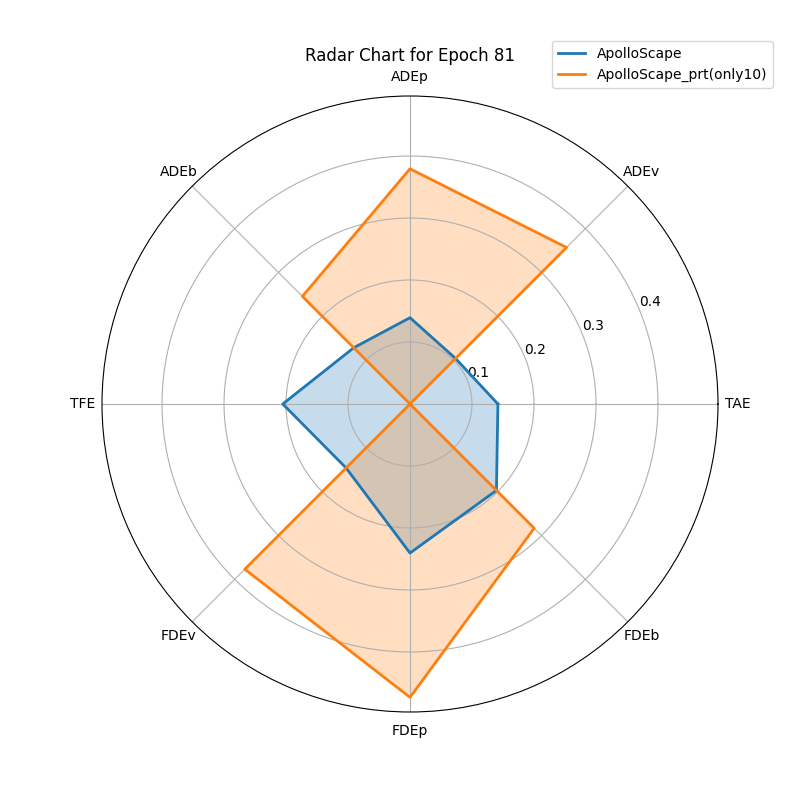 Radar Chart for Epoch 81
ApolloScape
ApolloScape_prt(only10)
ADEp
ADEb
ADEv
0.4
0.3
0.2
0.1
TFE
TAE
FDEv
FDEb
FDEp